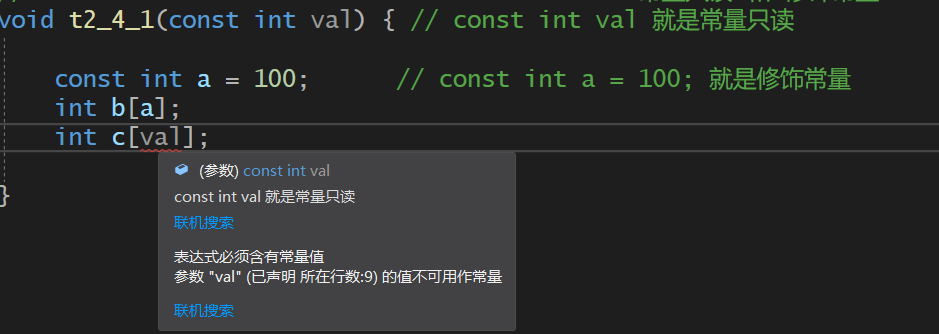 void t2_4_1(const int val) { // const int val 就是常量只读
const int a = 100; // const int a = 100; 就是修饰常量
int b[a];
int c[val];
(参数) const int val
const int val 就是常量只读
联机搜索
表达式必须含有常量值
参数 "val" (已声明 所在行数:9) 的值不可用作常量
联机搜索
}